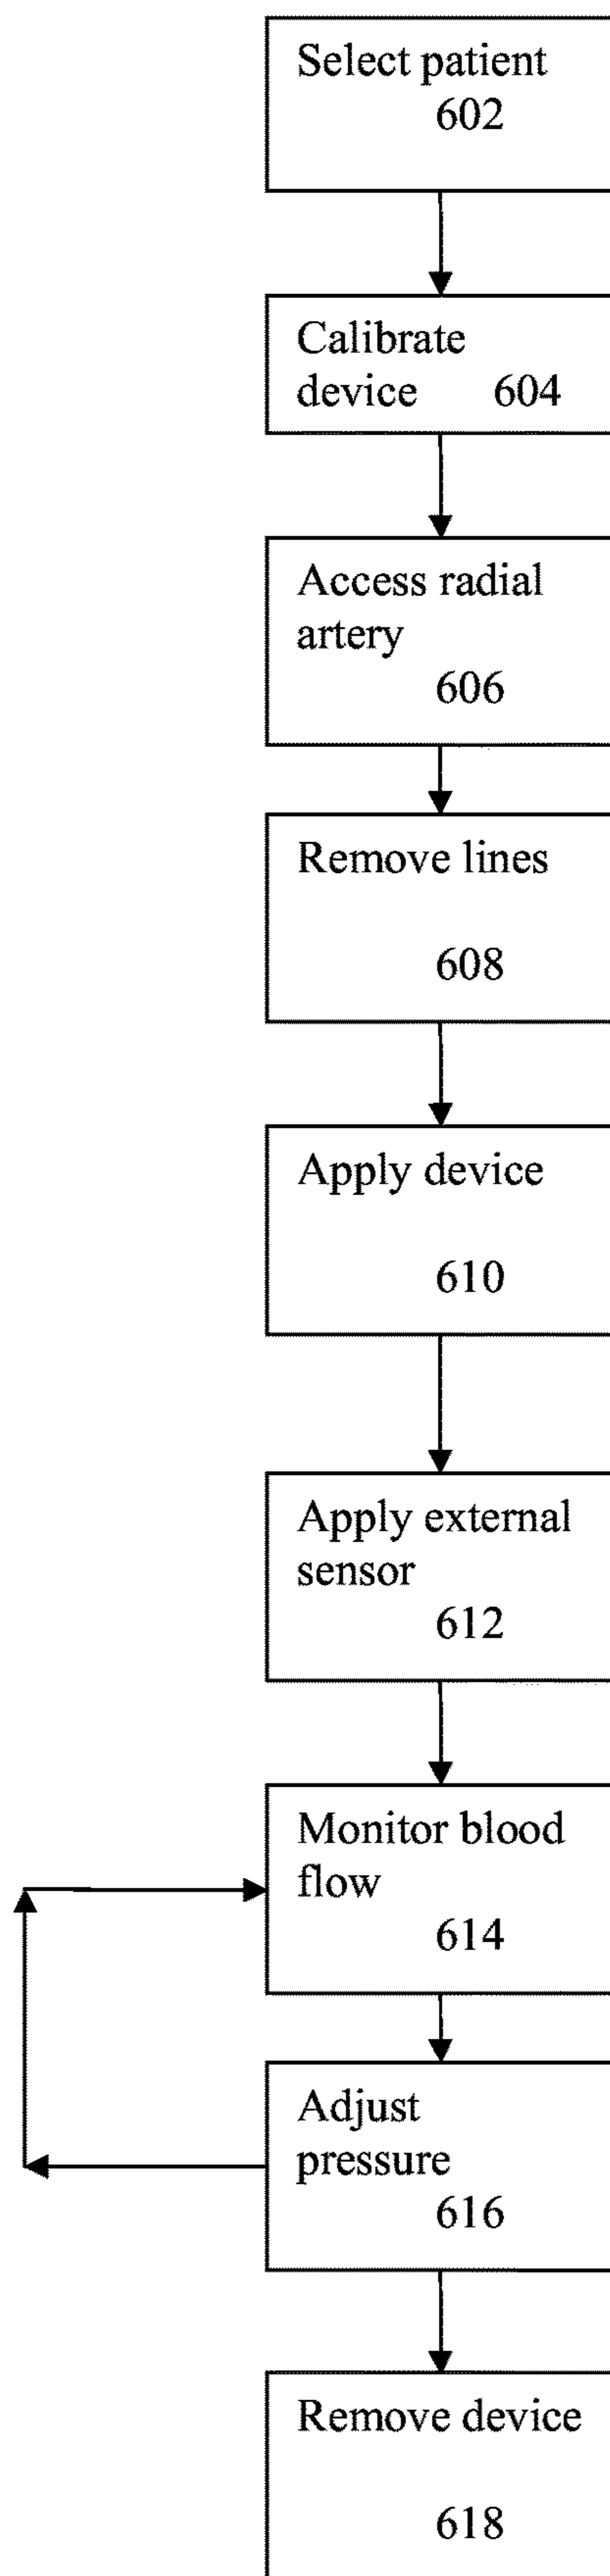 Select patient
602
Calibrate
device 604
Access radial
artery
606
Remove lines
608
Apply device
610
Apply external
sensor
612
Monitor blood
flow
614
Adjust
pressure
616
Remove device
618